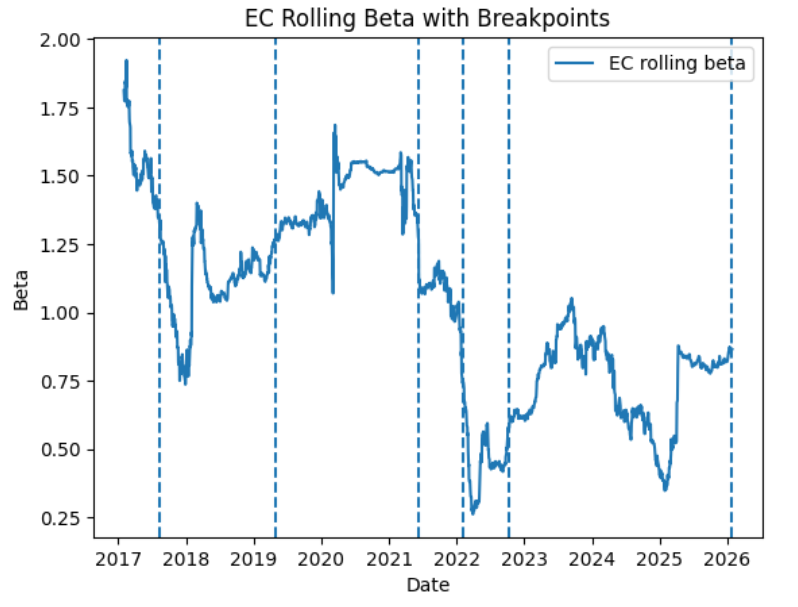 EC Rolling Beta with Breakpoints
EC rolling beta
2.00
1.75
1.50
1.25
1.00
0.75
0.50
0.25
Beta
2017 2018 2019 2020 2021 2022 2023 2024 2025 2026
Date